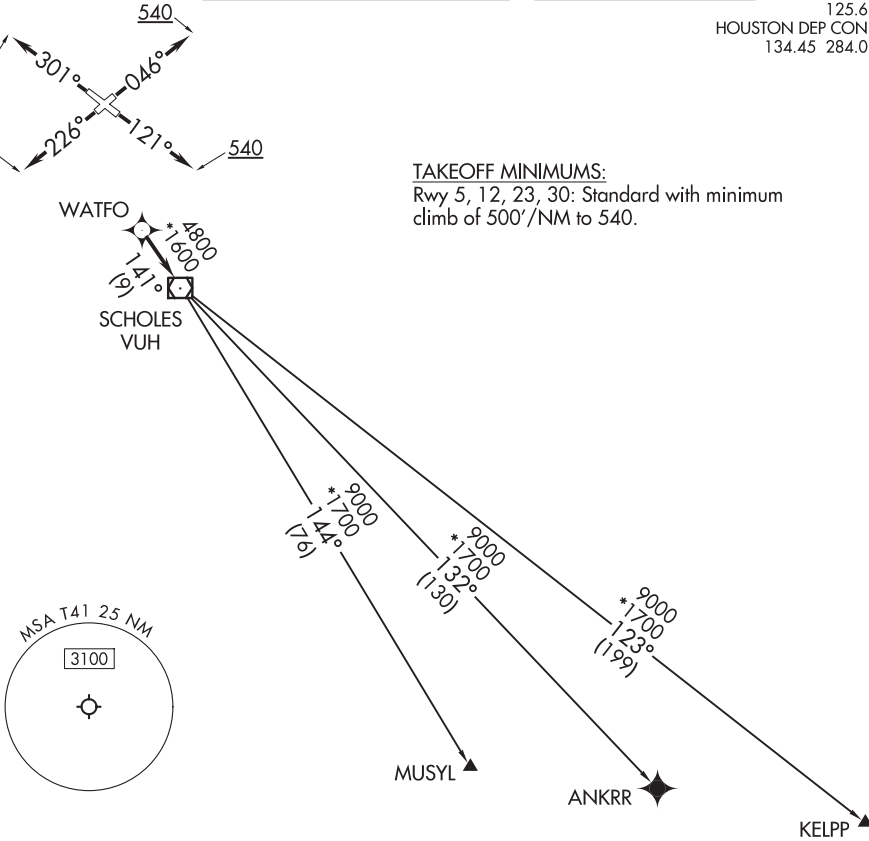 540
125.6
HOUSTON DEP CON
134.45 284.0
301°
046°
226°
121°
540
TAKEOFF MINIMUMS:
Rwy 5, 12, 23, 30: Standard with minimum
climb of 500'/NM to 540.
WATFO
4800
*1600
141°
(9)
SCHOLES
VUH
9000
*1700
144°
(76)
9000
*1700
132°
(130)
9000
*1700
123°
(199)
MSA T41 25 NM
3100
MUSYL
ANKRR
KELPP